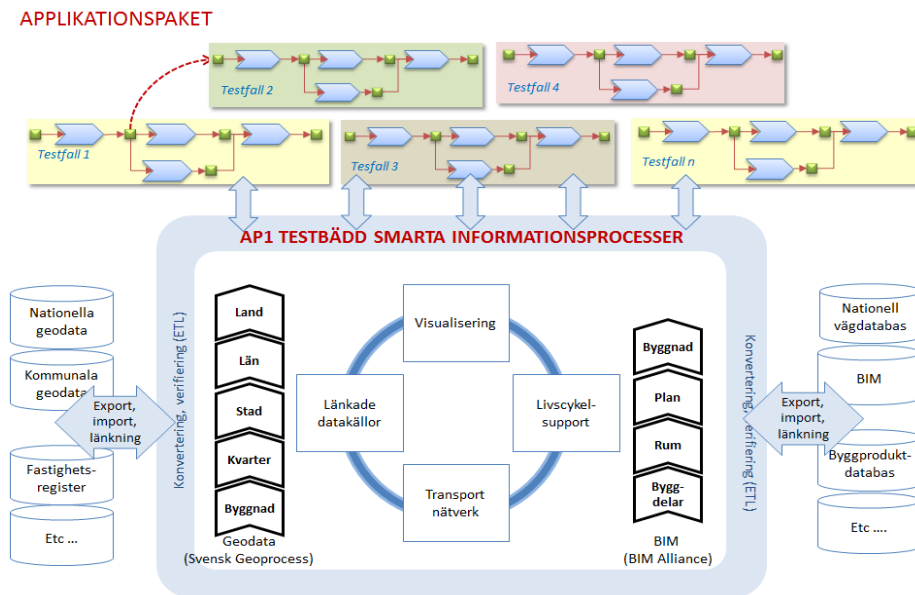 APPLIKATIONSPAKET
Testfall 2
Testfall 4
Testfall 1
Tesfall 3
Testfall n
AP1 TESTBÄDD SMARTA INFORMATIONSPROCESSER
Nationella
geodata
Kommunala
geodata
Export,
import,
länkning
Fastighets-
register
Etc ...
Konvertering, verifiering (ETL)
Land
Län
Stad
Kvarter
Byggnad
Geodata
(Svensk Geoprocess)
Visualisering
Länkade
datakällor
Livscykel-
support
Transport
nätverk
Byggnad
Plan
Rum
Bygg-
delar
BIM
(BIM Alliance)
Konvertering, verifiering (ETL)
Nationell
vägdatabas
BIM
Export,
import,
länkning
Byggprodukt-
databas
Etc ....